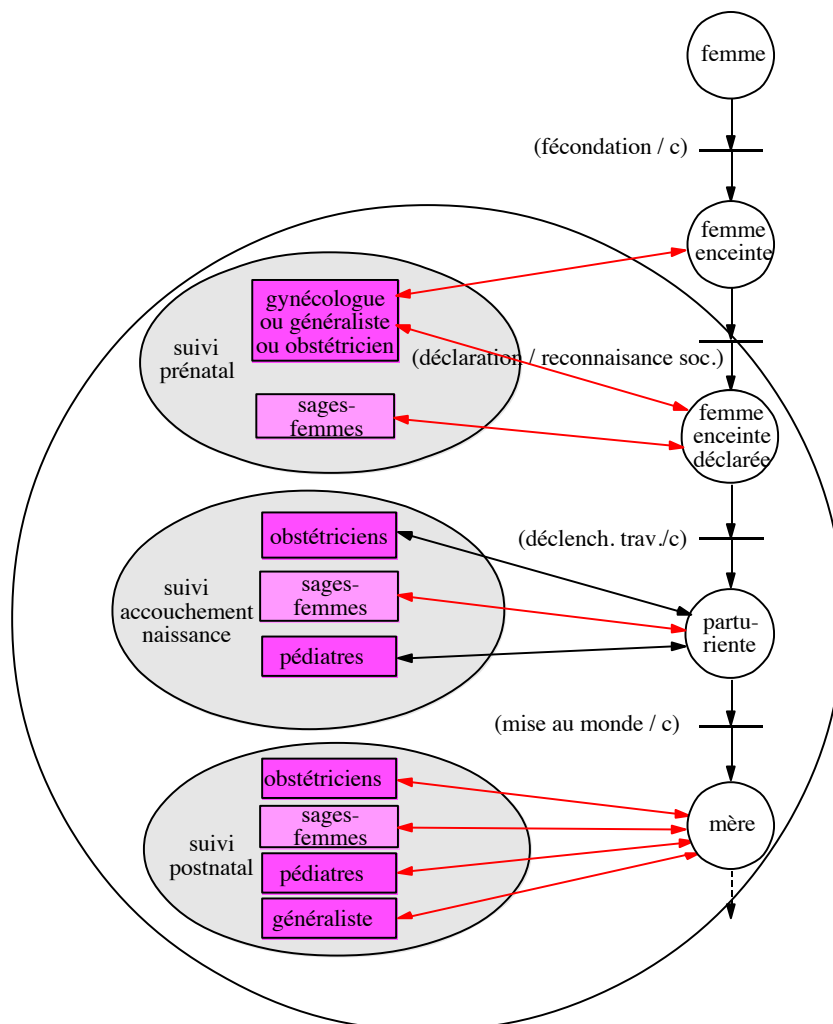 femme
(fécondation / c)
femme
enceinte
gynécologue
ou généraliste
ou obstétricien
suivi
prénatal
(déclaration / reconnaisance soc.)
sages-
femmes
femme
enceinte
déclarée
obstétriciens
(déclench. trav./c)
suivi
accouchement
naissance
sages-
femmes
pédiatres
partu-
riente
(mise au monde / c)
obstétriciens
sages-
femmes
suivi
postnatal
pédiatres
généraliste
mère